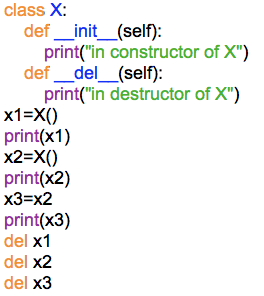 class X:
    def __init__(self):
        print("in constructor of X")
    def __del__(self):
        print("in destructor of X")
x1=X()
print(x1)
x2=X()
print(x2)
x3=x2
print(x3)
del x1
del x2
del x3